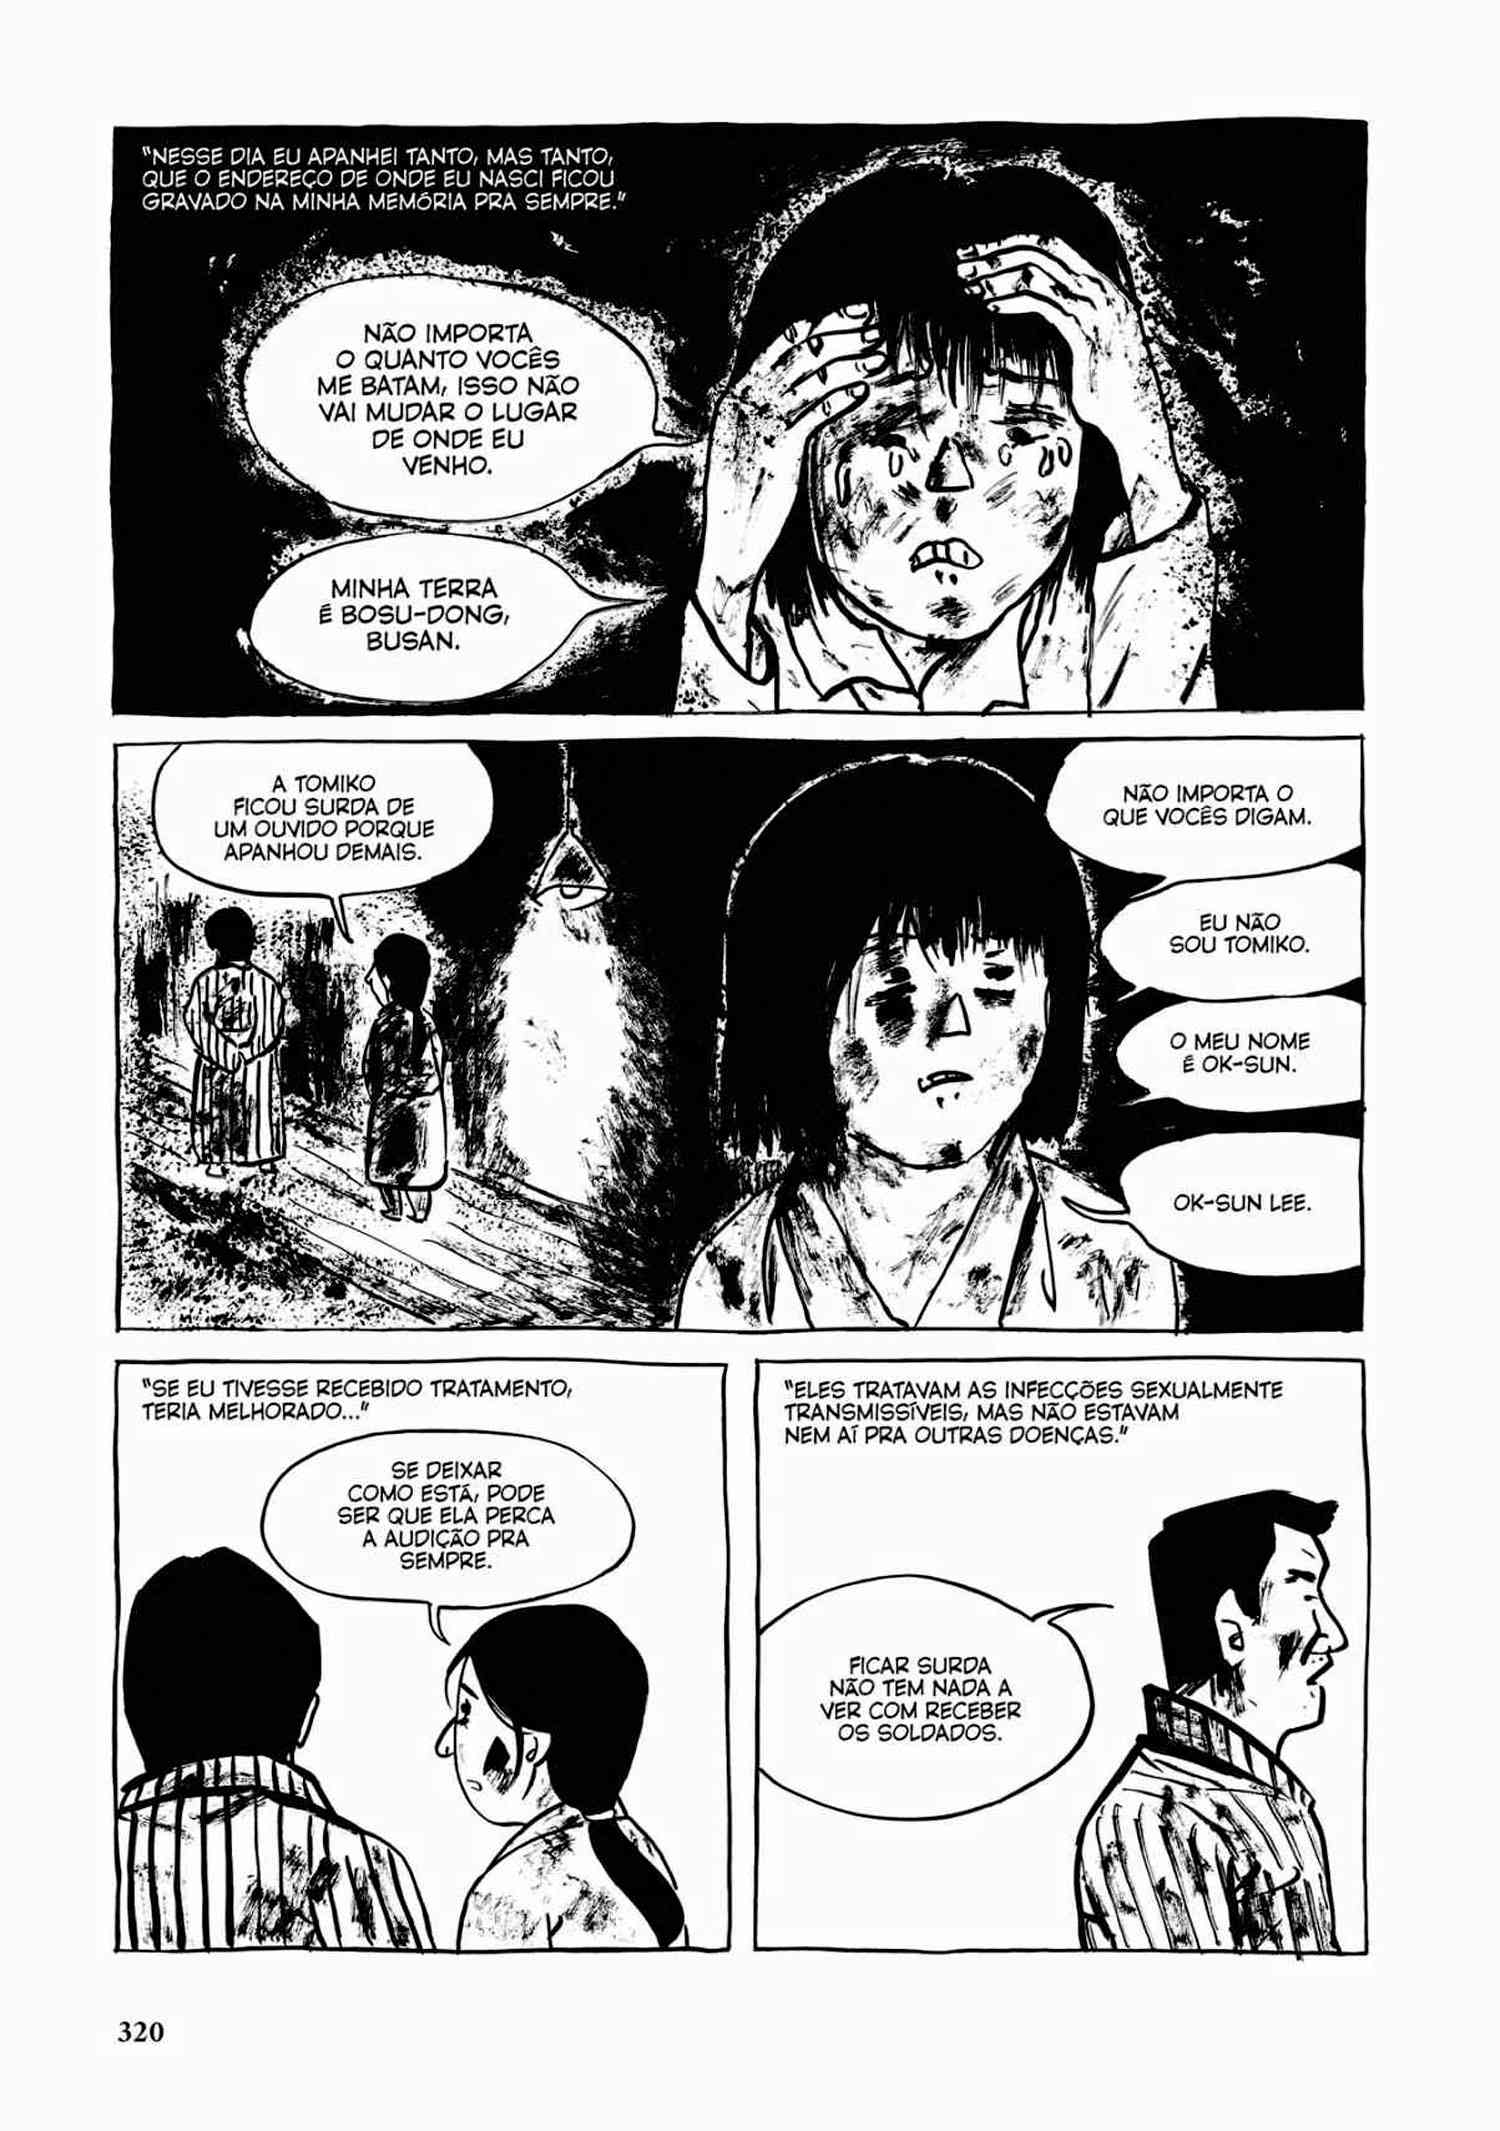 "NESSE DIA EU APANHEI TANTO, MAS TANTO,
QUE O ENDEREÇO DE ONDE EU NASCI FICOU
GRAVADO NA MINHA MEMÓRIA PRA SEMPRE."
NÃO IMPORTA
O QUANTO VOCÊS
ME BATAM, ISSO NÃO
VAI MUDAR O LUGAR
DE ONDE EU
VENHO.
MINHA TERRA
É BOSU-DONG,
BUSAN.
A TOMIKO
FICOU SURDA DE
UM OUVIDO PORQUE
APANHOU DEMAIS.
NÃO IMPORTA O
QUE VOCÊS DIGAM.
EU NÃO
SOU TOMIKO.
O MEU NOME
É OK-SUN.
OK-SUN LEE.
"SE EU TIVESSE RECEBIDO TRATAMENTO,
TERIA MELHORADO..."
SE DEIXAR
COMO ESTÁ, PODE
SER QUE ELA PERCA
A AUDIÇÃO PRA
SEMPRE.
"ELES TRATAVAM AS INFECÇÕES SEXUALMENTE
TRANSMISSÍVEIS, MAS NÃO ESTAVAM
NEM AÍ PRA OUTRAS DOENÇAS."
FICAR SURDA
NÃO TEM NADA A
VER COM RECEBER
OS SOLDADOS.
320